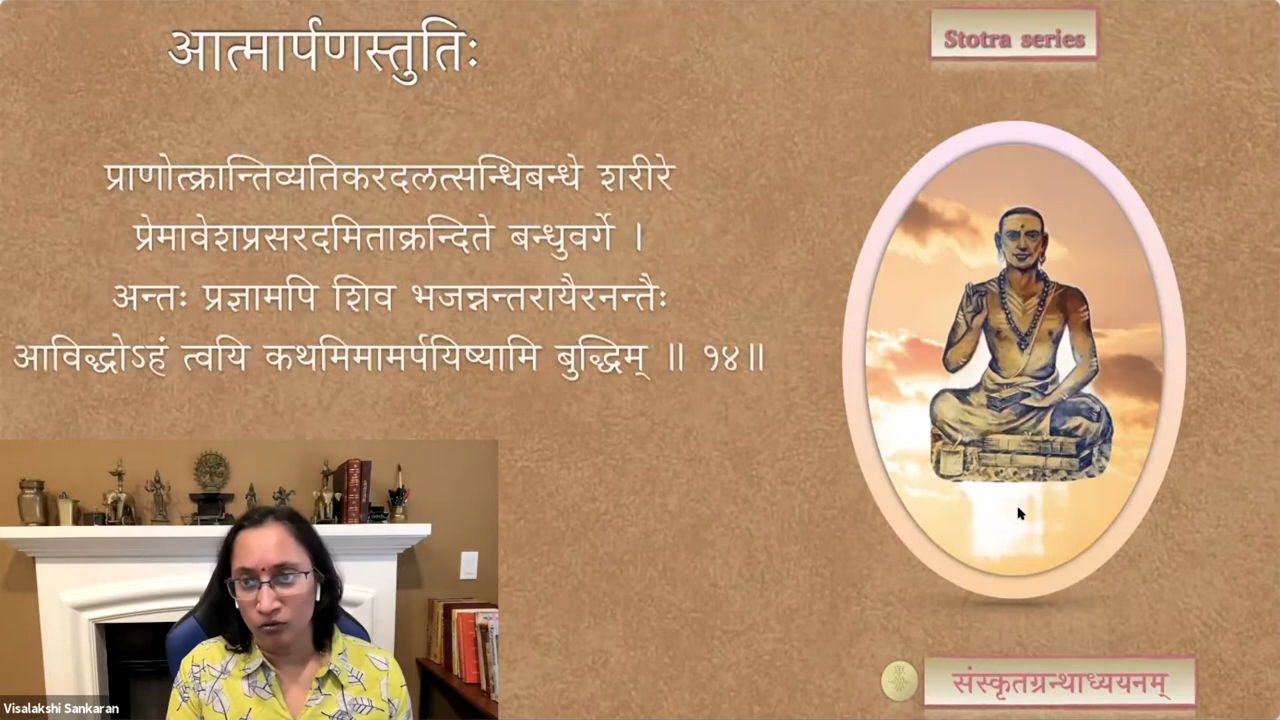 आत्मार्पणस्तुतिः
Stotra series
प्राणोत्क्रान्तिव्यतिकरदलत्सन्धिबन्धे शरीरे
प्रेमावेशप्रसरदमिताक्रन्दिते बन्धुवर्गे ।
अन्तः प्रज्ञामपि शिव भजन्नन्तरायैरनन्तैः
आविद्धोऽहं त्वयि कथमिमामर्पयिष्यामि बुद्धिम् ॥ १४॥
संस्कृतग्रन्थाध्ययनम्
Visalakshi Sankaran